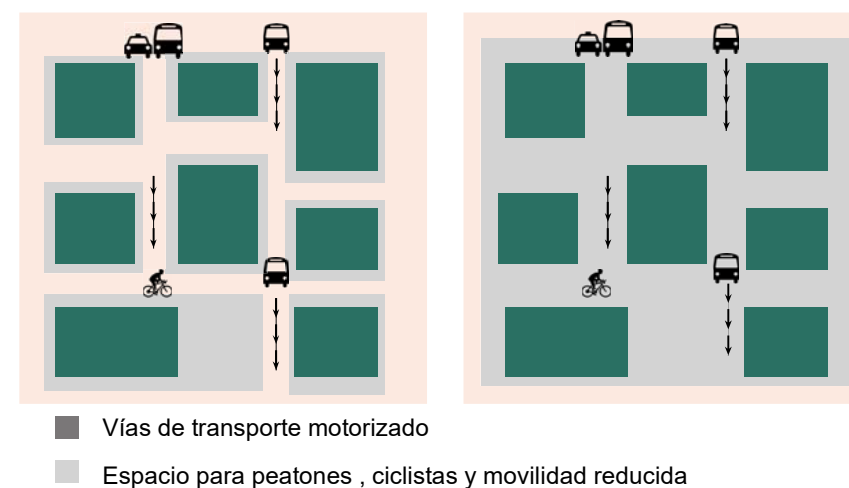 Vías de transporte motorizado
Espacio para peatones , ciclistas y movilidad reducida